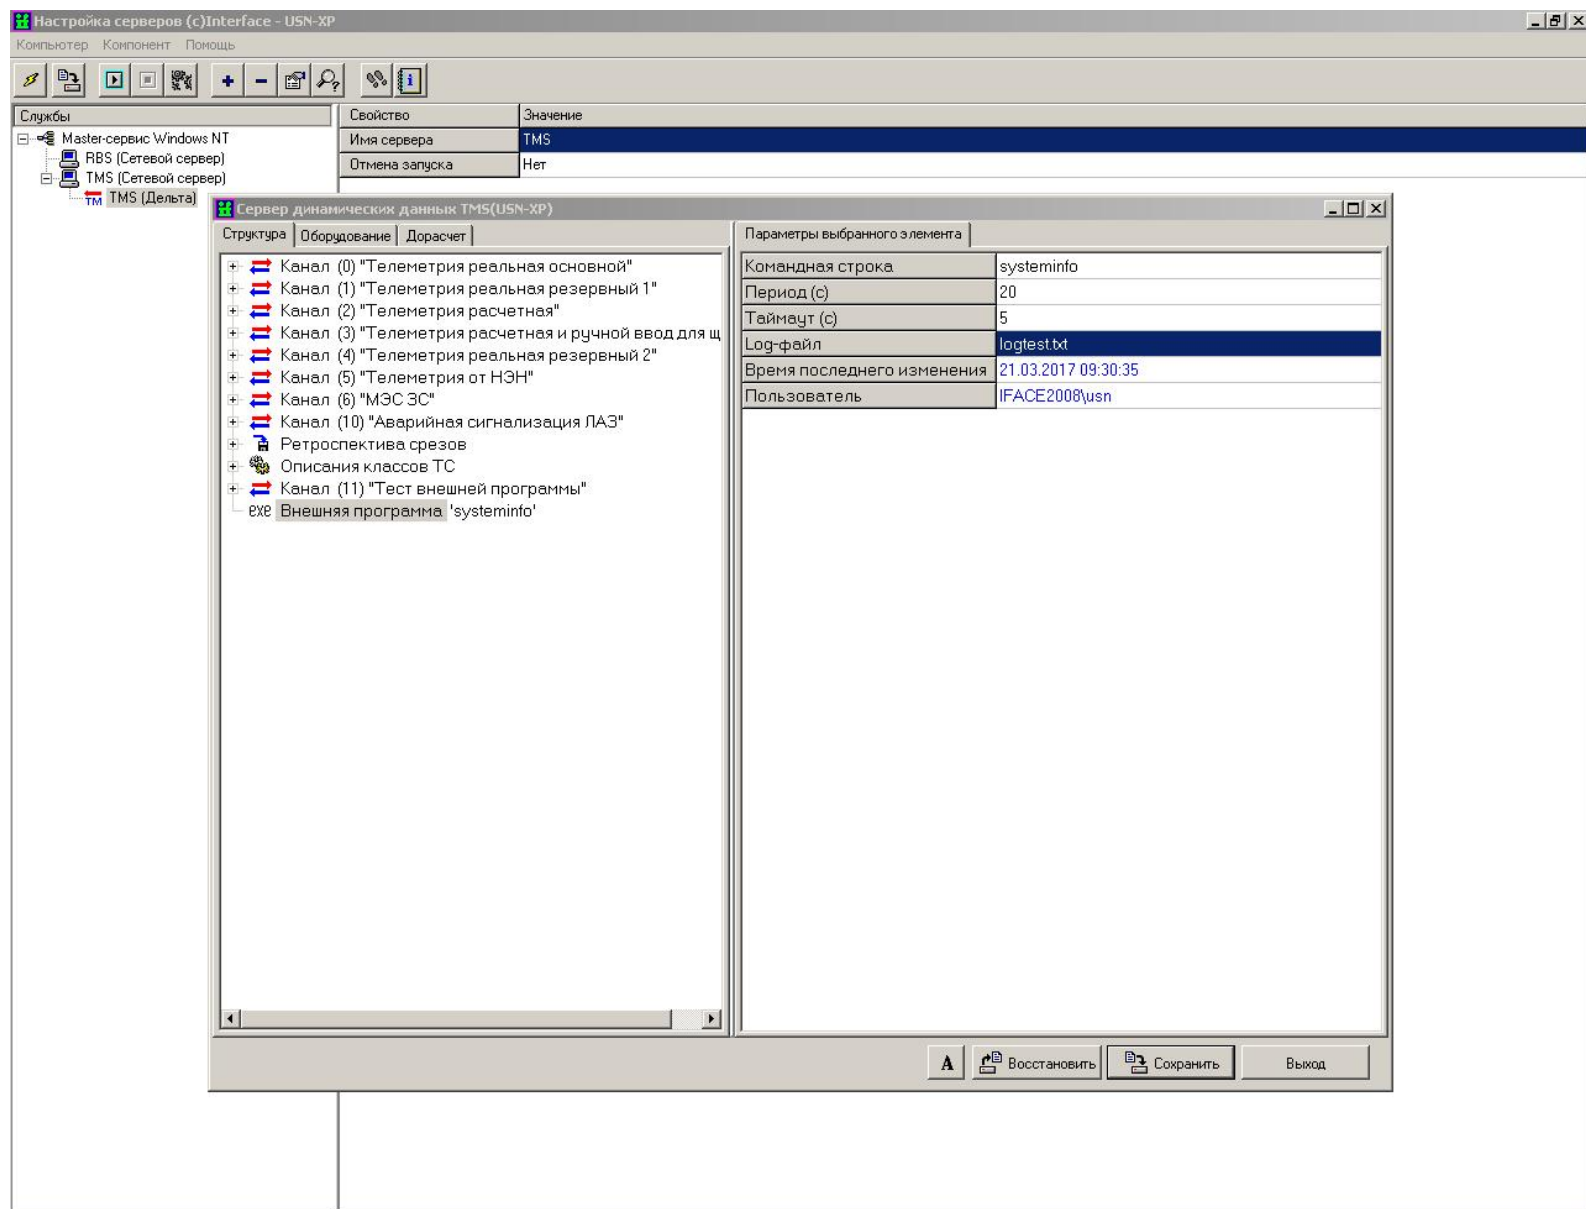 Настройка серверов (c)Interface - USN-XP
Компьютер Компонент Помощь
Службы
Свойство Значение
Master-сервис Windows NT
Имя сервера TMS
RBS (Сетевой сервер)
Отмена запуска Нет
TMS (Сетевой сервер)
TM TMS (Дельта)
Сервер динамических данных TMS(USN-XP)
Структура Оборудование Дорасчет
Параметры выбранного элемента
Канал (0) "Телеметрия реальная основной"
Канал (1) "Телеметрия реальная резервный 1"
Канал (2) "Телеметрия расчетная"
Канал (3) "Телеметрия расчетная и ручной ввод для щ
Канал (4) "Телеметрия реальная резервный 2"
Канал (5) "Телеметрия от НЭН"
Канал (6) "МЭС ЗС"
Канал (10) "Аварийная сигнализация ЛАЗ"
Ретроспектива срезов
Описания классов ТС
Канал (11) "Тест внешней программы"
exe Внешняя программа 'systeminfo'
Командная строка systeminfo
Период (с) 20
Таймаут (с) 5
Log-файл logtest.txt
Время последнего изменения 21.03.2017 09:30:35
Пользователь IFACE2008\usn
A Восстановить Сохранить Выход